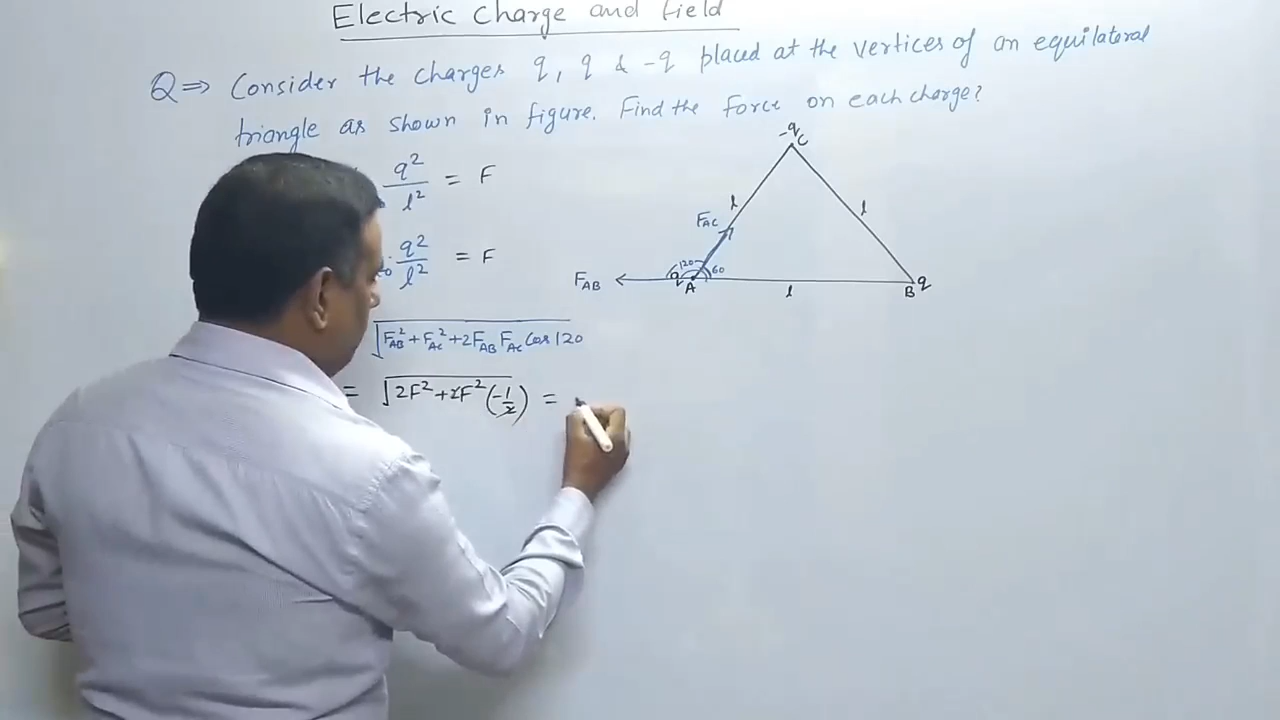 Electric Charge and Field
Q⇒ Consider the charges q, q & -q placed at the vertices of an equilateral
triangle as shown in figure. Find the Force on each charge?
q² / l² = F
q² / l² = F
√(F_AB² + F_AC² + 2F_AB F_AC Cos 120
= √(2F² + 2F² (-1/2) =
-q
C
l
l
F_AC
120
60
F_AB
q
A
l
B
q